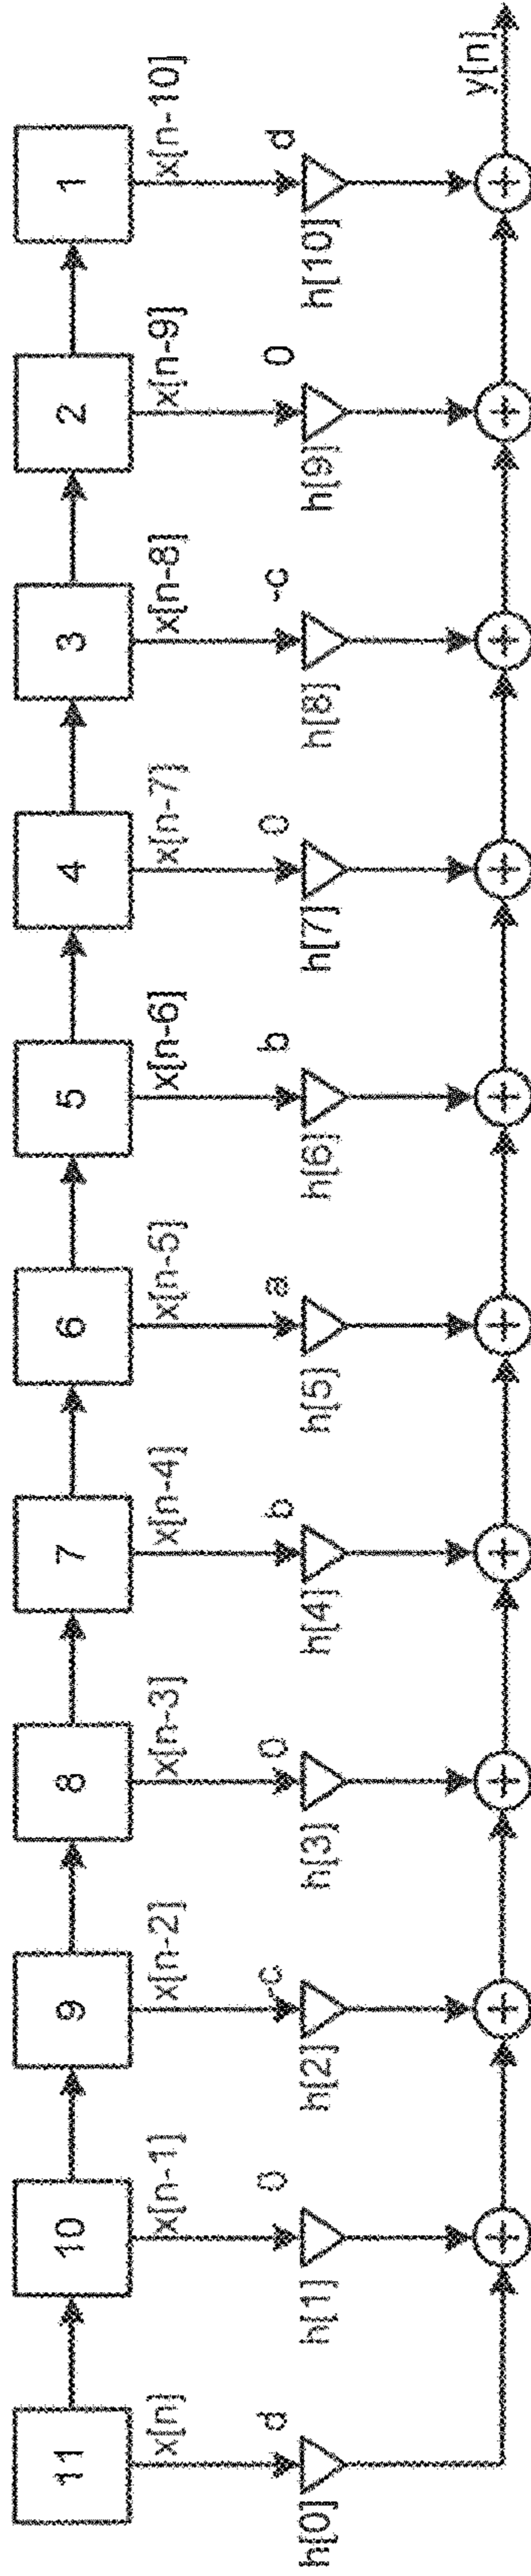 11 10 9 8 7 6 5 4 3 2 1
x[n] x[n-1] x[n-2] x[n-3] x[n-4] x[n-5] x[n-6] x[n-7] x[n-8] x[n-9] x[n-10]
d 0 -c 0 b a b 0 -c 0 d
h[0] h[1] h[2] h[3] h[4] h[5] h[6] h[7] h[8] h[9] h[10]
y[n]